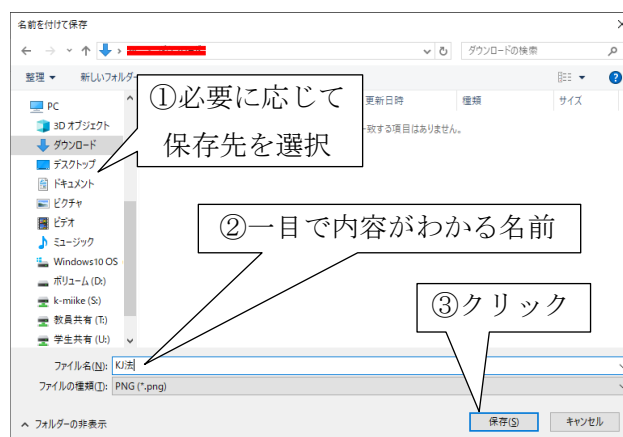 名前を付けて保存
ダウンロードの検索
整理 ▼ 新しいフォルダー
①必要に応じて
保存先を選択
更新日時 種類 サイズ
致する項目はありません。
PC
3D オブジェクト
ダウンロード
デスクトップ
ドキュメント
ピクチャ
ビデオ
ミュージック
Windows10 OS
ボリューム (D:)
k-miike (S:)
教員共有 (T:)
学生共有 (U:)
②一目で内容がわかる名前
③クリック
ファイル名(N): KJ法
ファイルの種類(T): PNG (*.png)
フォルダーの非表示
保存(S) キャンセル